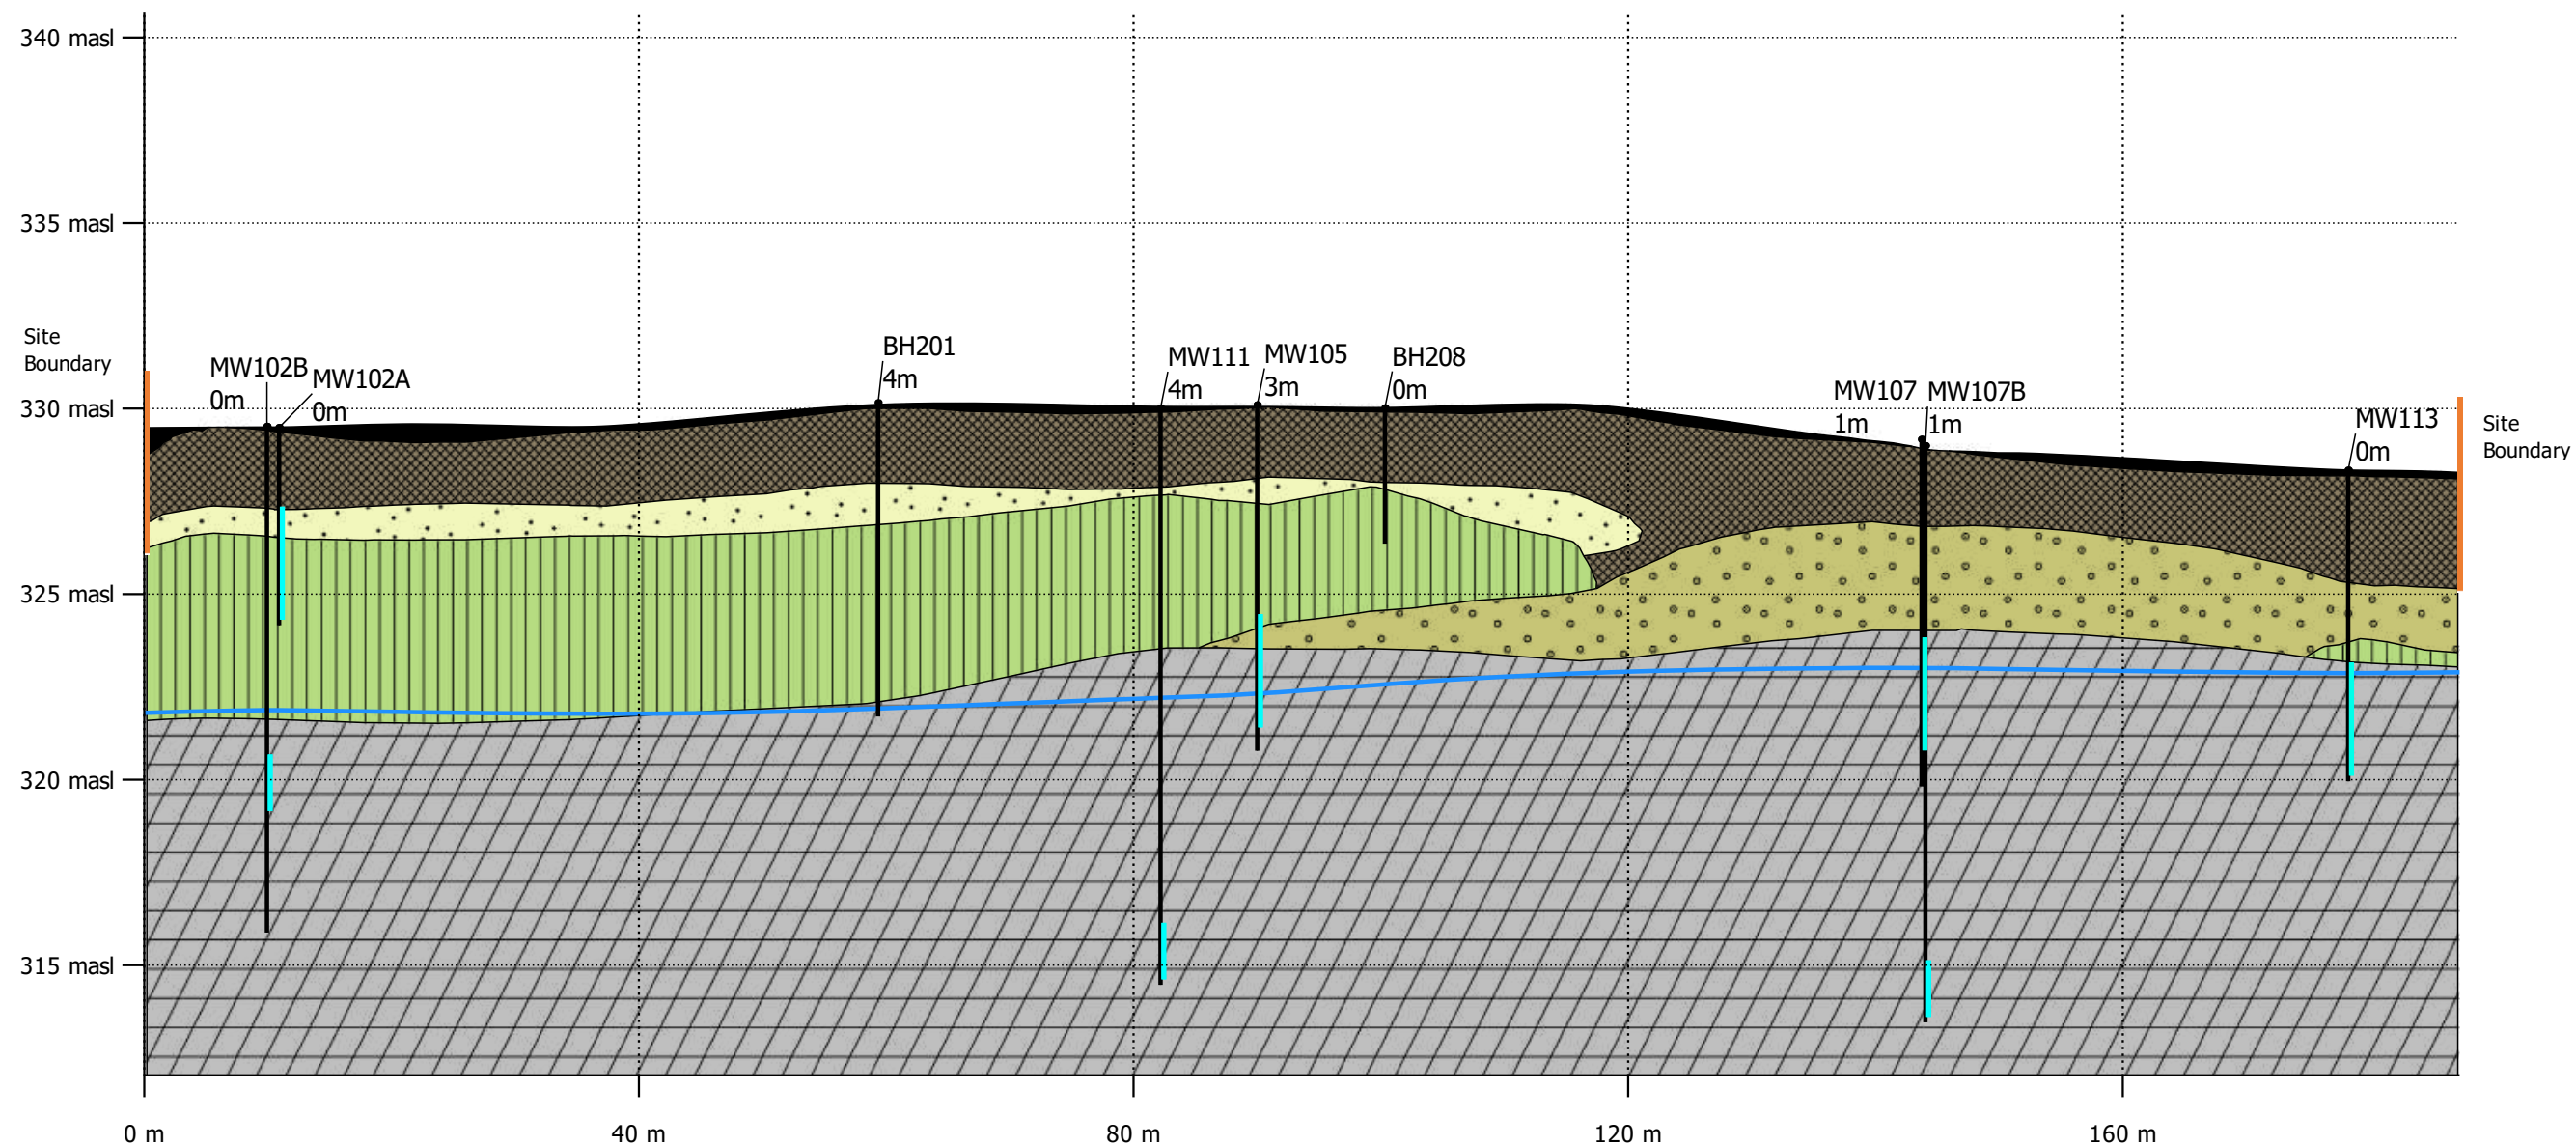 340 masl
335 masl
330 masl
325 masl
320 masl
315 masl
Site
Boundary
MW102B
0m
MW102A
0m
BH201
4m
MW111
4m
MW105
3m
BH208
0m
MW107
1m
MW107B
1m
MW113
0m
Site
Boundary
0 m
40 m
80 m
120 m
160 m